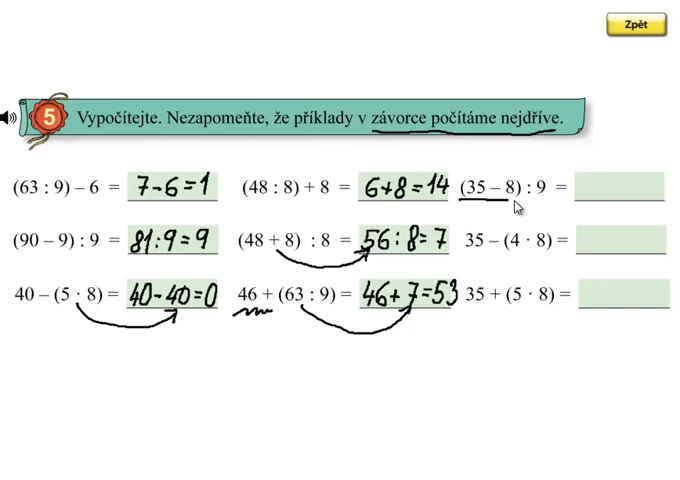 Zpět
5 Vypočítejte. Nezapomeňte, že příklady v závorce počítáme nejdříve.
(63 : 9) – 6 = 7-6=1 (48 : 8) + 8 = 6+8=14 (35 – 8) : 9 =
(90 – 9) : 9 = 81:9=9 (48 + 8) : 8 = 56:8=7 35 – (4 · 8) =
40 – (5 · 8) = 40-40=0 46 + (63 : 9) = 46+7=53 35 + (5 · 8) =